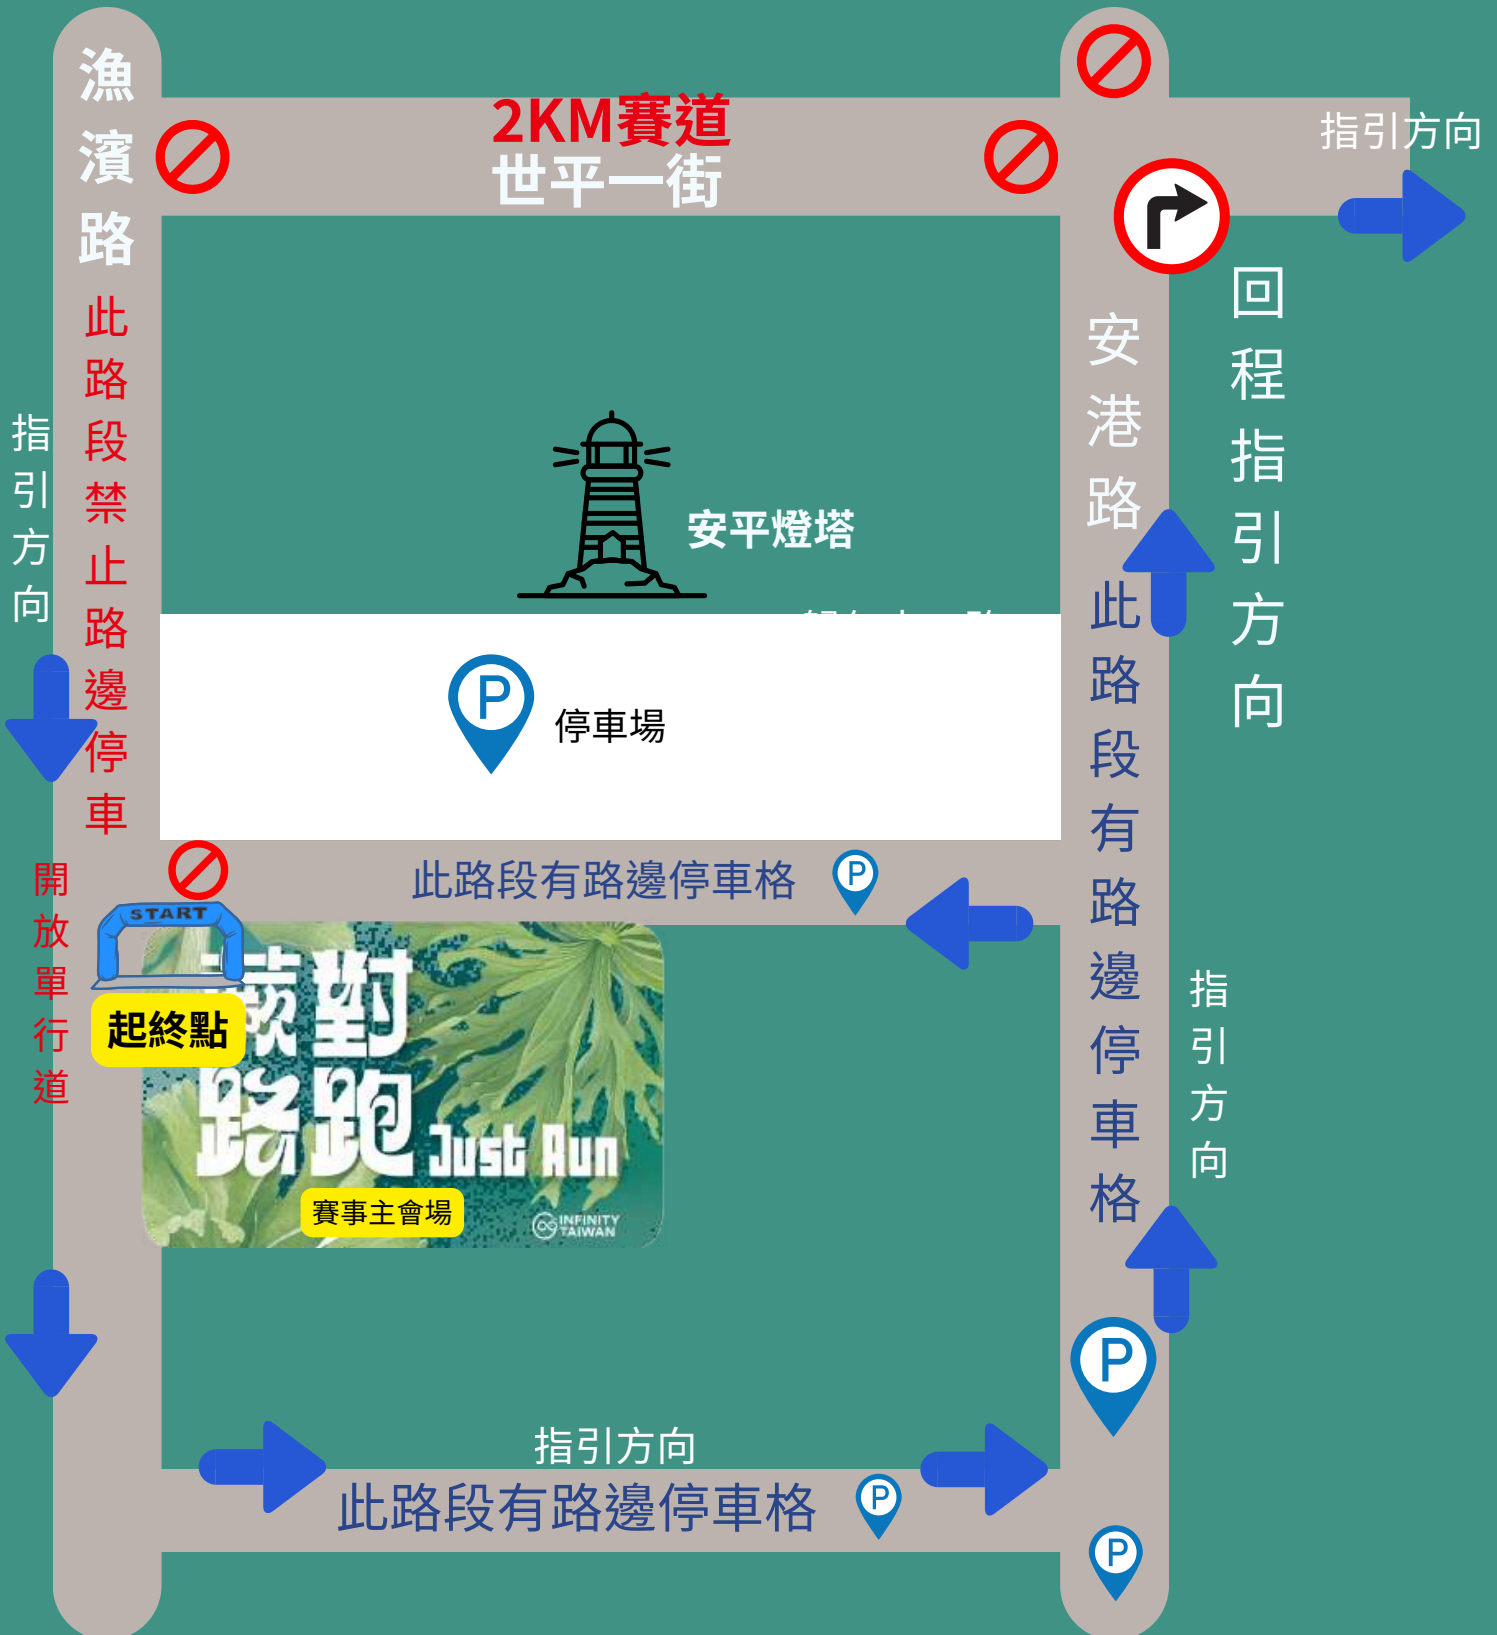 漁濱路
此路段禁止路邊停車
指引方向
開放單行道
2KM賽道
世平一街
指引方向
安平燈塔
停車場
此路段有路邊停車格
START
起終點
蕨對
路跑 Just Run
賽事主會場
INFINITY
TAIWAN
指引方向
此路段有路邊停車格
安港路
此路段有路邊停車格
回程指引方向
指引方向
P
P
P
P
P